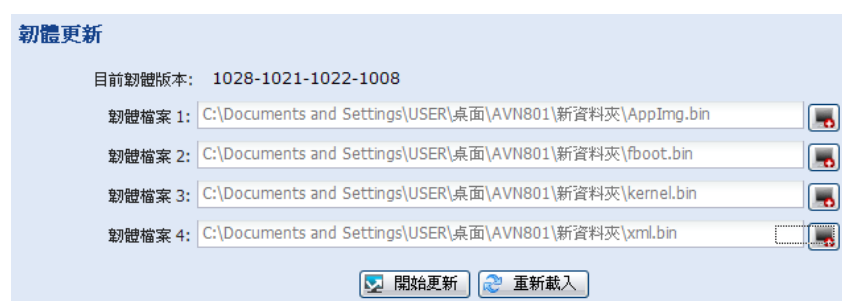 韌體更新
目前韌體版本: 1028-1021-1022-1008
韌體檔案 1: C:\Documents and Settings\USER\桌面\AVN801\新資料夾\AppImg.bin
韌體檔案 2: C:\Documents and Settings\USER\桌面\AVN801\新資料夾\fboot.bin
韌體檔案 3: C:\Documents and Settings\USER\桌面\AVN801\新資料夾\kernel.bin
韌體檔案 4: C:\Documents and Settings\USER\桌面\AVN801\新資料夾\xml.bin
開始更新 重新載入